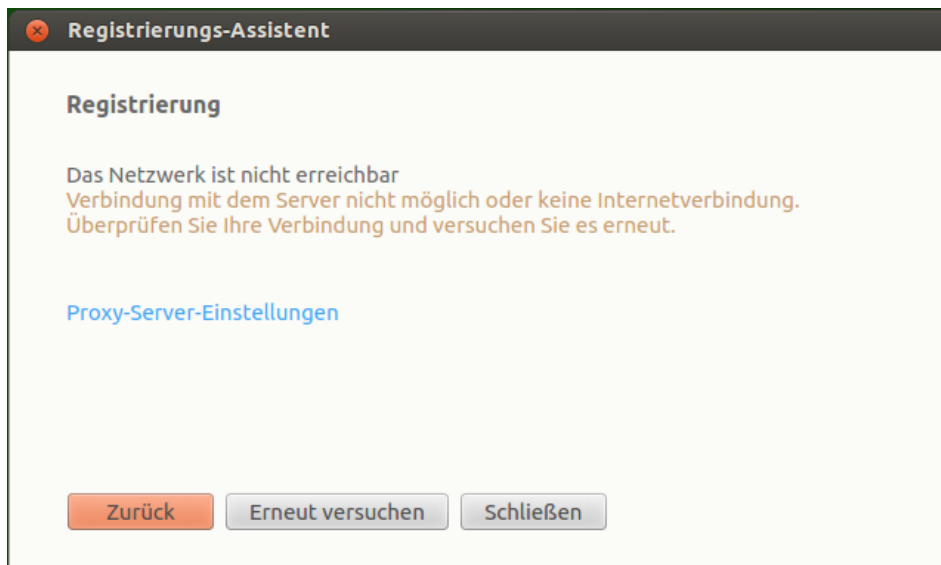 Registrierungs-Assistent
Registrierung
Das Netzwerk ist nicht erreichbar
Verbindung mit dem Server nicht möglich oder keine Internetverbindung.
Überprüfen Sie Ihre Verbindung und versuchen Sie es erneut.
Proxy-Server-Einstellungen
Zurück
Erneut versuchen
Schließen